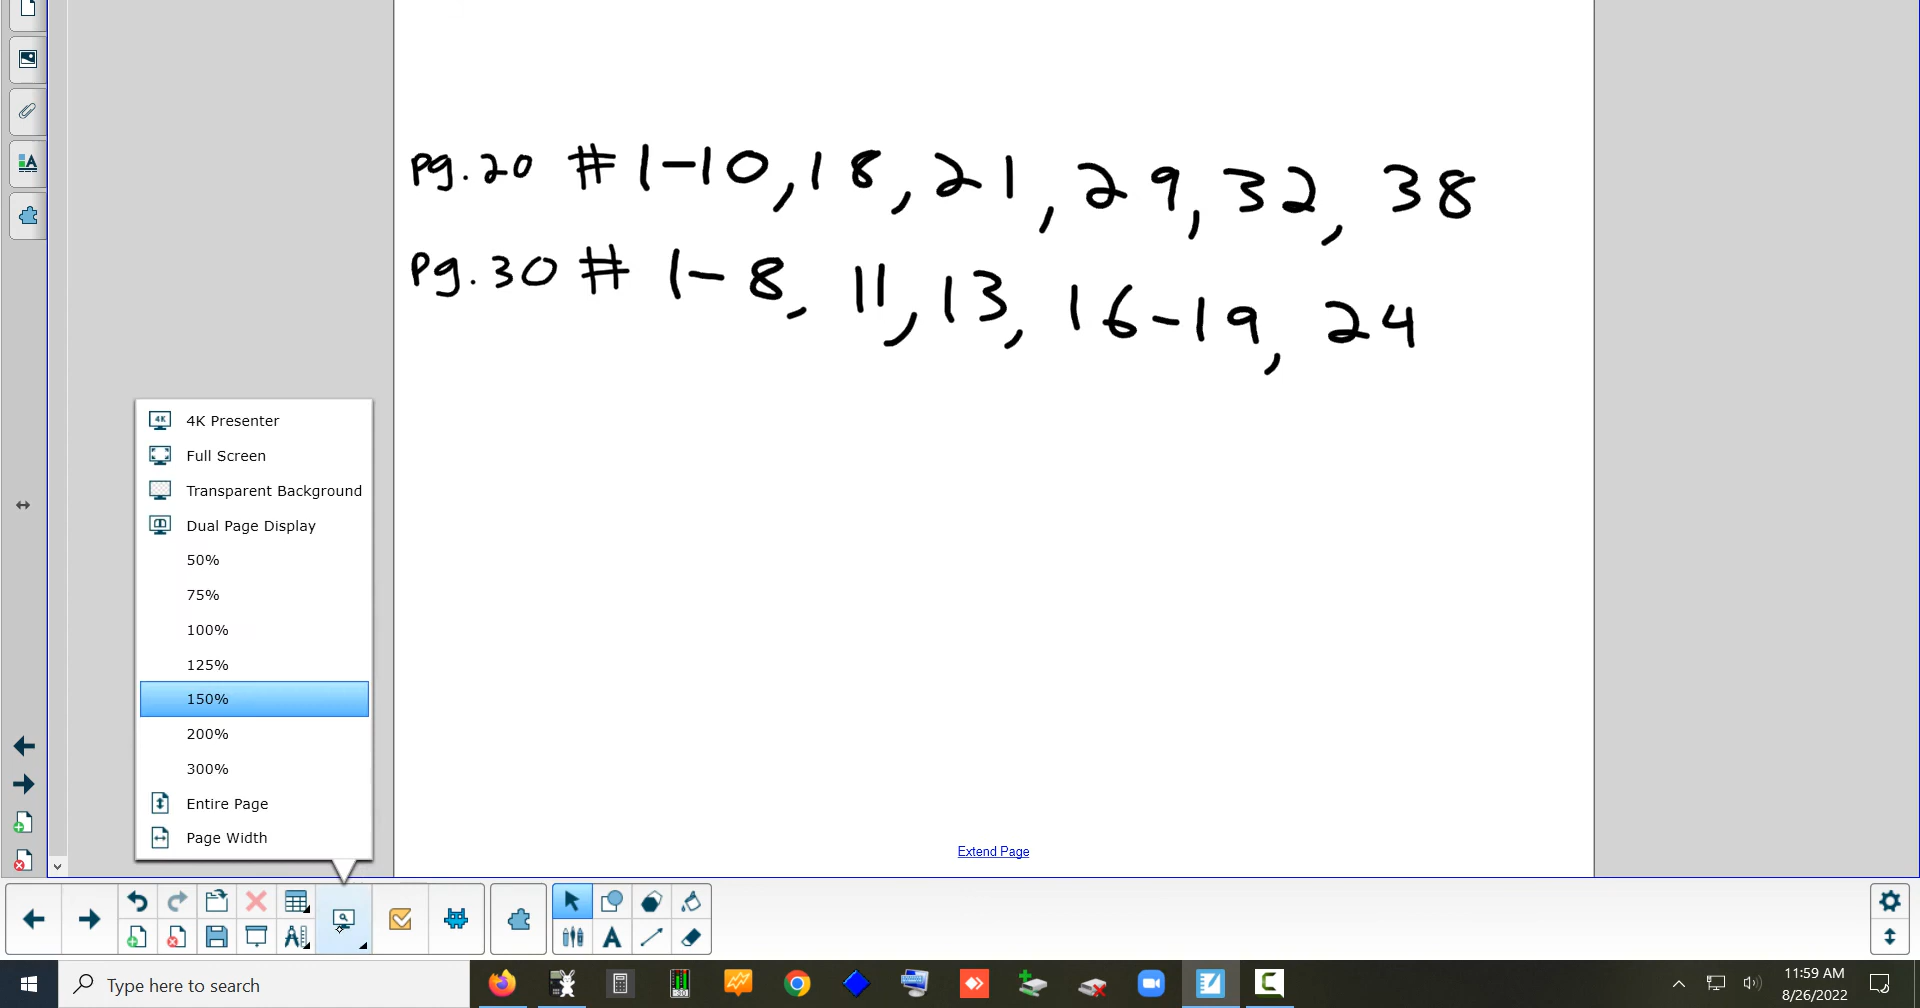 pg. 20 # 1-10, 18, 21, 29, 32, 38
pg. 30 # 1-8, 11, 13, 16-19, 24
4K Presenter
Full Screen
Transparent Background
Dual Page Display
50%
75%
100%
125%
150%
200%
300%
Entire Page
Page Width
Extend Page
Type here to search
11:59 AM
8/26/2022